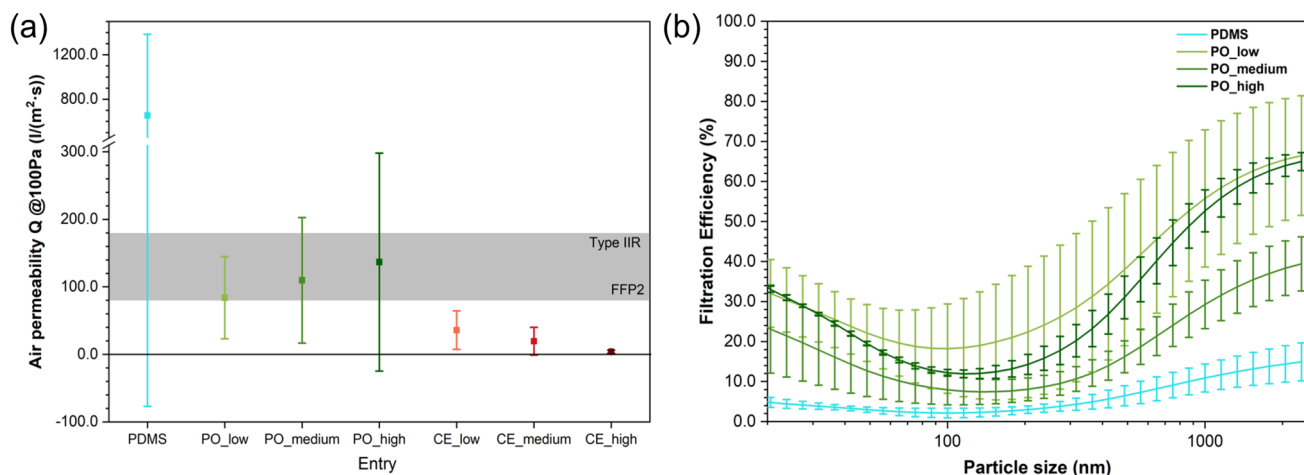 (a)
Air permeability Q @100Pa (l/(m²·s))
1200.0
800.0
300.0
200.0
100.0
0.0
-100.0
Type IIR
FFP2
PDMS
PO_low
PO_medium
PO_high
CE_low
CE_medium
CE_high
Entry
(b)
Filtration Efficiency (%)
100.0
90.0
80.0
70.0
60.0
50.0
40.0
30.0
20.0
10.0
0.0
PDMS
PO_low
PO_medium
PO_high
100
1000
Particle size (nm)